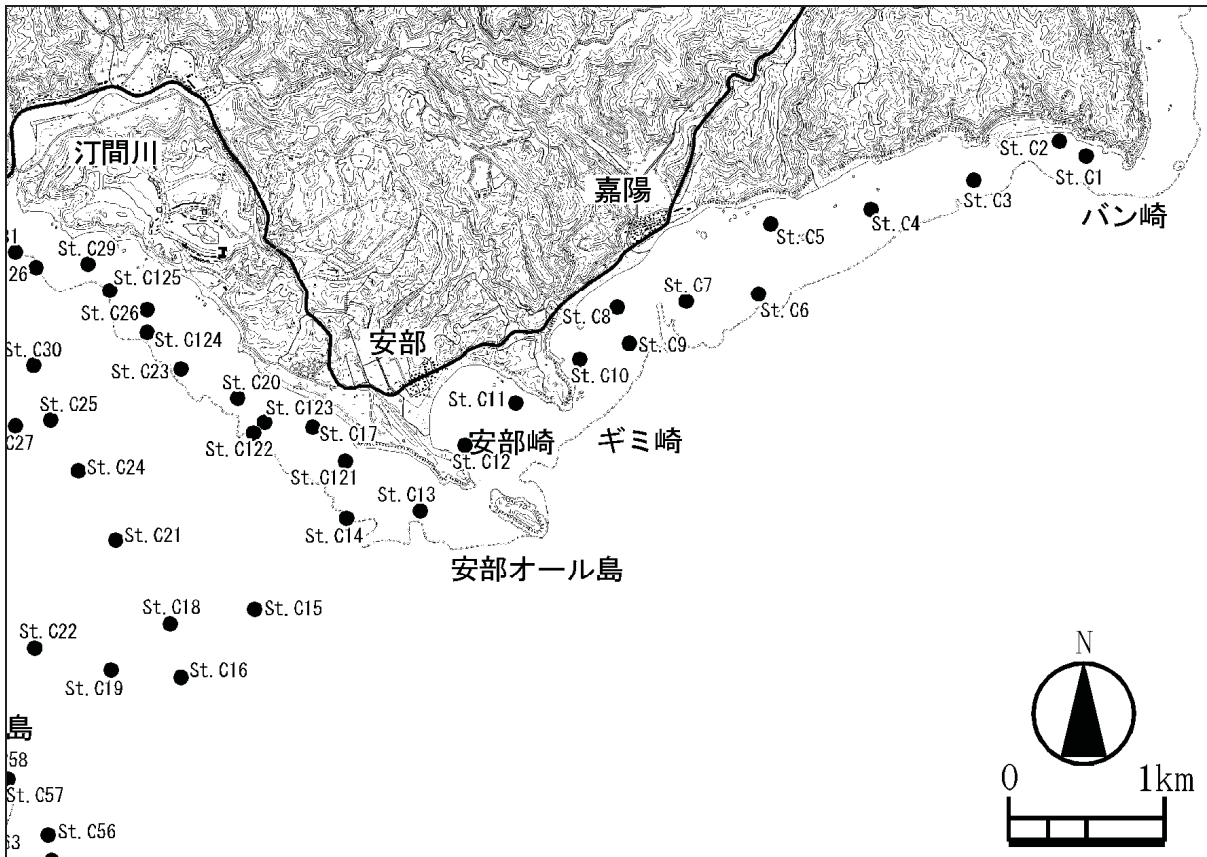 汀間川
St. C2
St. C1
嘉陽
St. C3
バン崎
St. C4
St. C5
St. C29
St. C125
St. C7
St. C26
St. C6
St. C8
St. C124
安部
St. C9
St. C30
St. C23
St. C10
St. C20
St. C11
St. C25
St. C123
St. C17
C27
St. C122
安部崎
ギミ崎
St. C12
St. C24
St. C121
St. C13
St. C14
St. C21
安部オール島
St. C15
St. C18
St. C22
St. C16
St. C19
N
島
58
0
1km
St. C57
St. C56